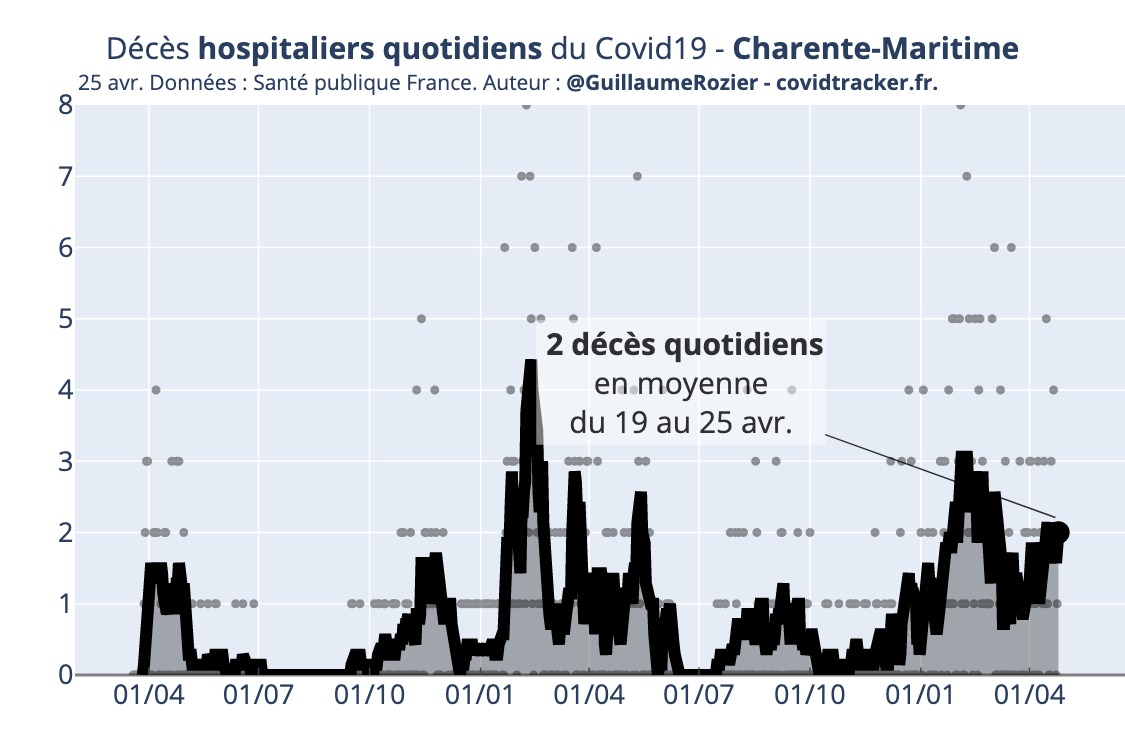 Décès hospitaliers quotidiens du Covid19 - Charente-Maritime
25 avr. Données : Santé publique France. Auteur : @GuillaumeRozier - covidtracker.fr.
8
7
6
5
4
3
2
1
0
2 décès quotidiens
en moyenne
du 19 au 25 avr.
01/04 01/07 01/10 01/01 01/04 01/07 01/10 01/01 01/04